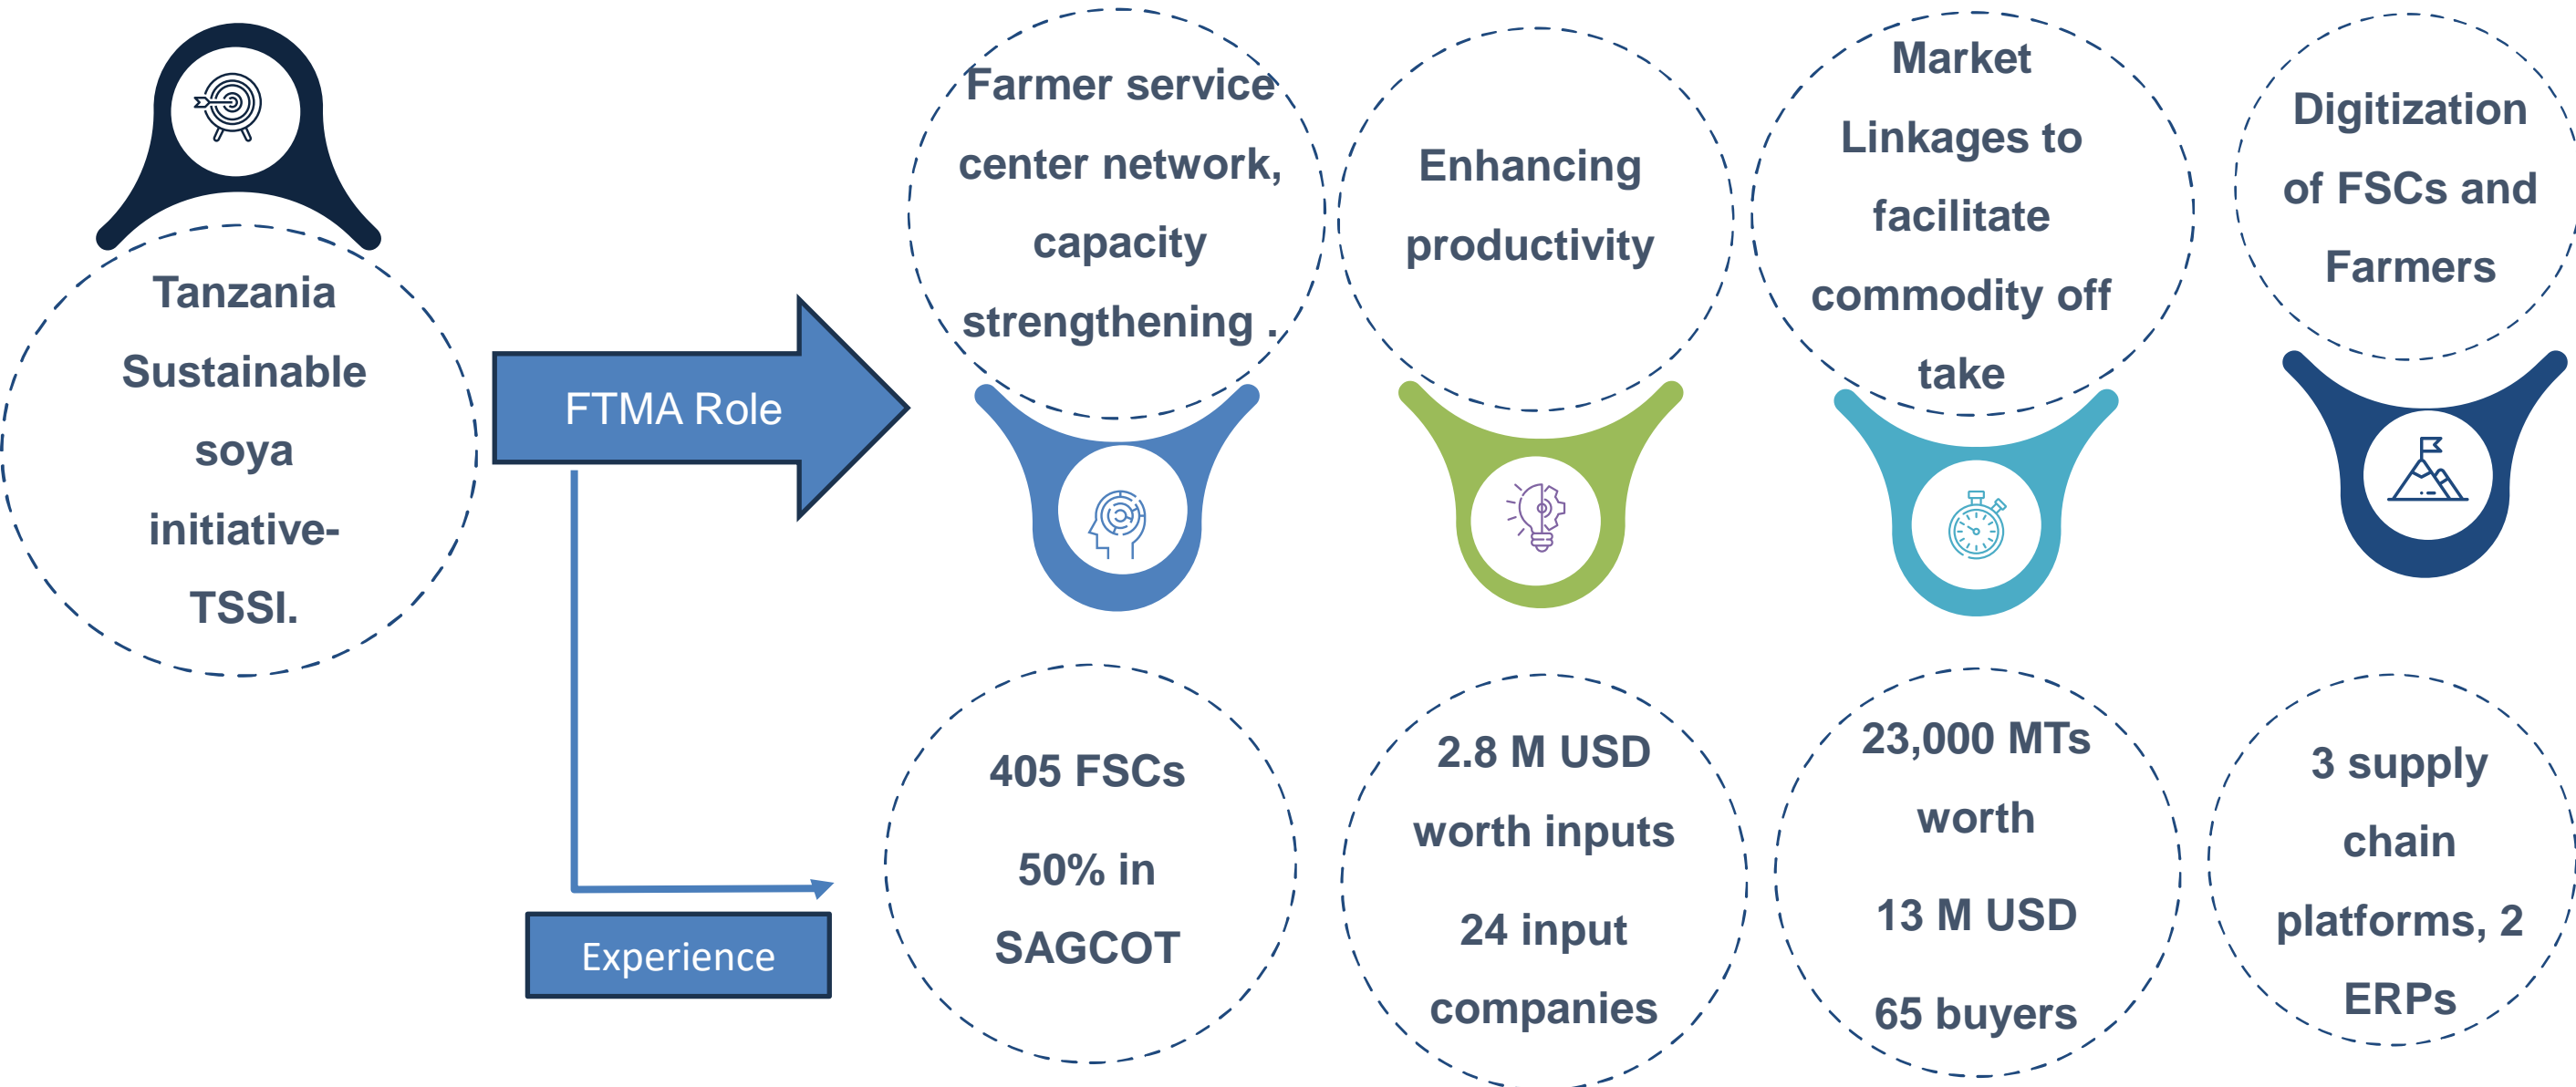 Tanzania
Sustainable
soya
initiative-
TSSI.
FTMA Role
Farmer service
center network,
capacity
strengthening .
Enhancing
productivity
Market
Linkages to
facilitate
commodity off
take
Digitization
of FSCs and
Farmers
Experience
405 FSCs
50% in
SAGCOT
2.8 M USD
worth inputs
24 input
companies
23,000 MTs
worth
13 M USD
65 buyers
3 supply
chain
platforms, 2
ERPs